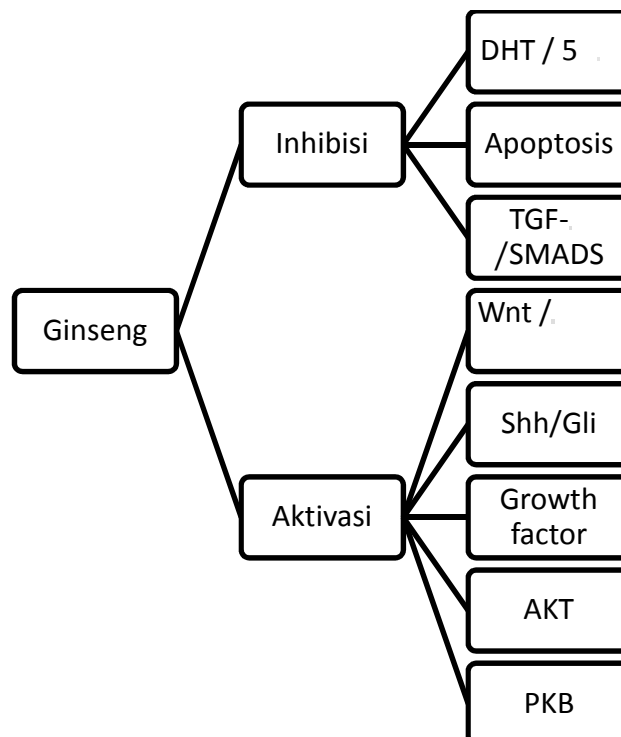 DHT / 5
Inhibisi
Apoptosis
TGF-
/SMADS
Ginseng
Wnt /
Shh/Gli
Aktivasi
Growth
factor
AKT
PKB